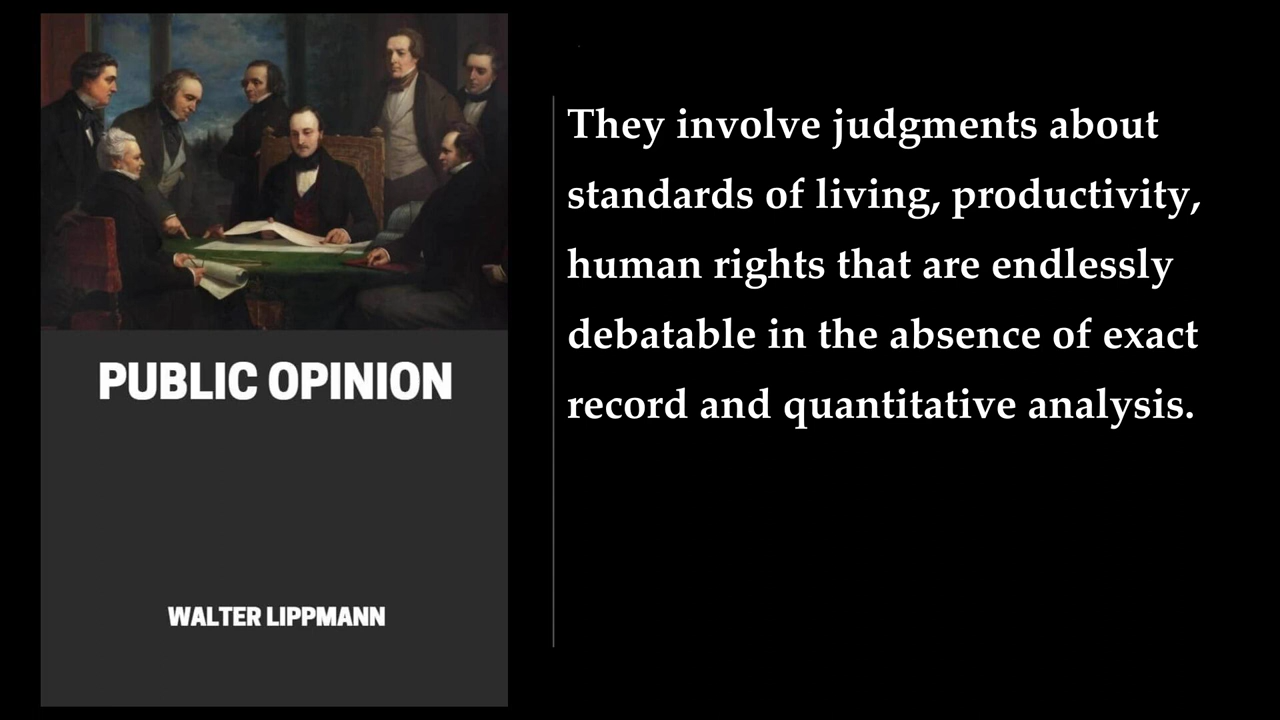 PUBLIC OPINION
WALTER LIPPMANN
They involve judgments about
standards of living, productivity,
human rights that are endlessly
debatable in the absence of exact
record and quantitative analysis.